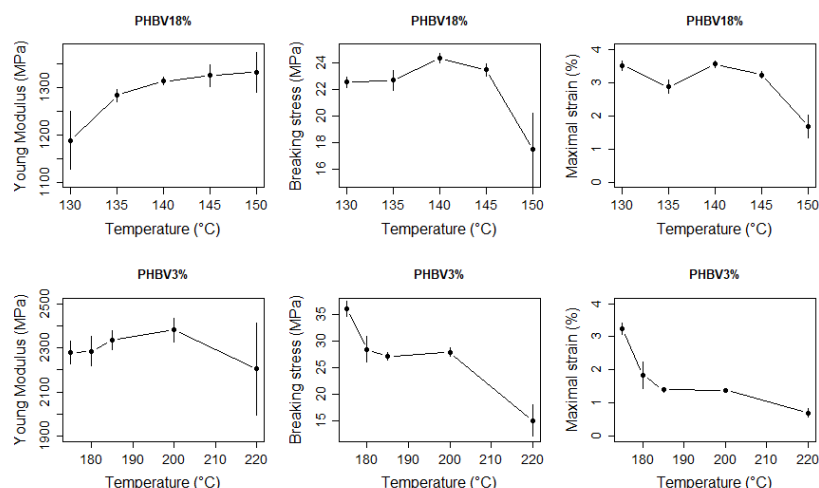 PHBV18%
Young Modulus (MPa)
1100 1200 1300
130 135 140 145 150
Temperature (°C)
PHBV18%
Breaking stress (MPa)
16 18 22 24
130 135 140 145 150
Temperature (°C)
PHBV18%
Maximal strain (%)
0 1 2 3 4
130 135 140 145 150
Temperature (°C)
PHBV3%
Young Modulus (MPa)
1900 2100 2300 2500
180 190 200 210 220
Temperature (°C)
PHBV3%
Breaking stress (MPa)
15 25 30 35
180 190 200 210 220
Temperature (°C)
PHBV3%
Maximal strain (%)
0 1 2 3 4
180 190 200 210 220
Temperature (°C)